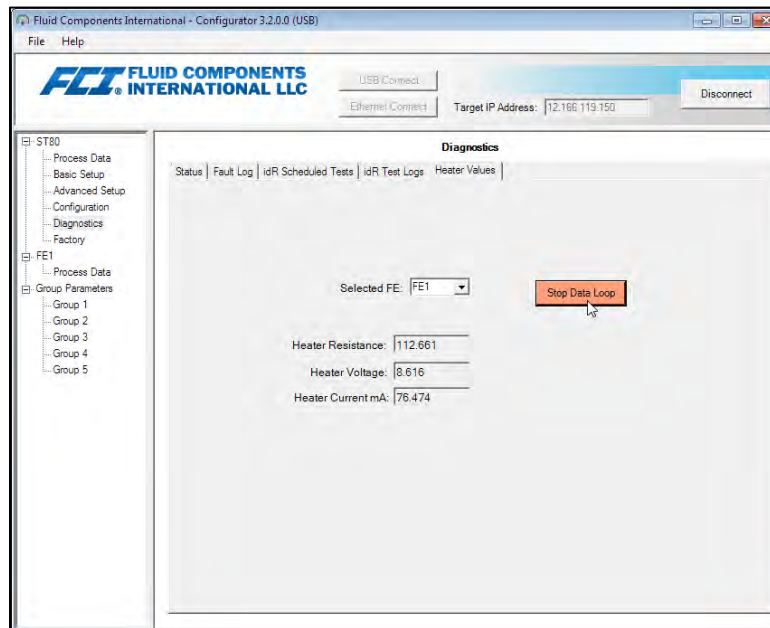 Fluid Components International - Configurator 3.2.0.0 (USB)
File Help
FCI. FLUID COMPONENTS
INTERNATIONAL LLC
USB Connect
Ethernet Connect
Target IP Address: 12.166.119.150
Disconnect
ST80
Process Data
Basic Setup
Advanced Setup
Configuration
Diagnostics
Factory
FE1
Process Data
Group Parameters
Group 1
Group 2
Group 3
Group 4
Group 5
Diagnostics
Status Fault Log idR Scheduled Tests idR Test Logs Heater Values
Selected FE: FE1
Stop Data Loop
Heater Resistance: 112.661
Heater Voltage: 8.616
Heater Current mA: 76.474